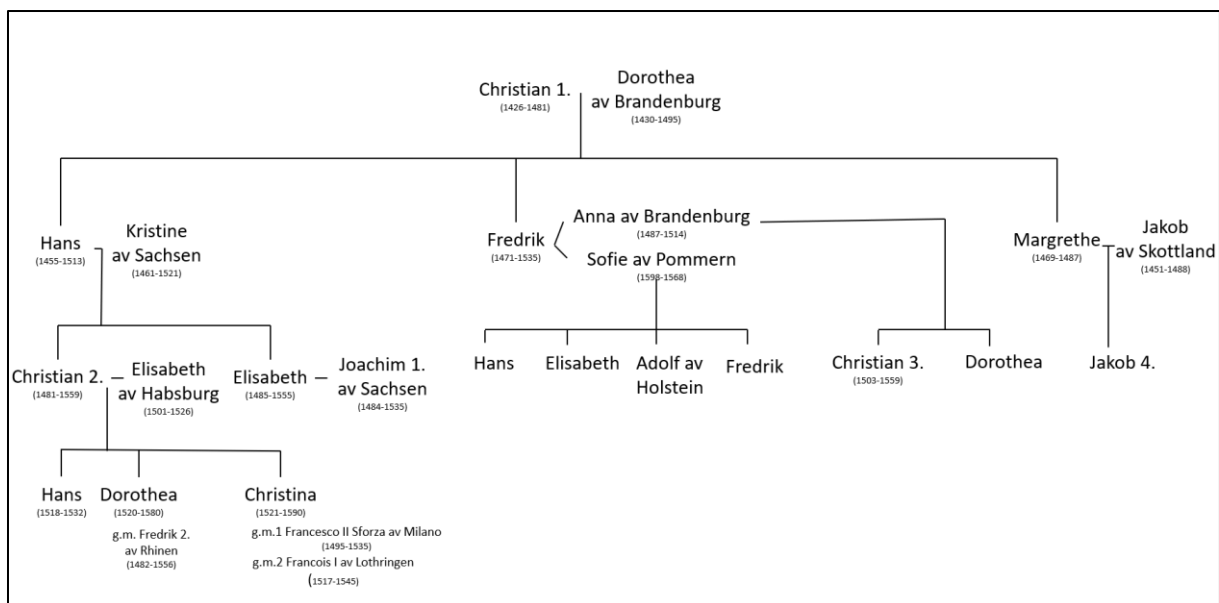 Christian 1.
(1426-1481)
Dorothea
av Brandenburg
(1430-1495)
Hans
(1455-1513)
Kristine
av Sachsen
(1461-1521)
Fredrik
(1471-1535)
Anna av Brandenburg
(1487-1514)
Sofie av Pommern
(1598-1568)
Margrethe
(1469-1487)
Jakob
av Skottland
(1451-1488)
Christian 2.
(1481-1559)
Elisabeth
av Habsburg
(1501-1526)
Elisabeth
(1485-1555)
Joachim 1.
av Sachsen
(1484-1535)
Hans
Elisabeth
Adolf av
Holstein
Fredrik
Christian 3.
(1503-1559)
Dorothea
Jakob 4.
Hans
(1518-1532)
Dorothea
(1520-1580)
g.m. Fredrik 2.
av Rhinen
(1482-1556)
Christina
(1521-1590)
g.m.1 Francesco II Sforza av Milano
(1495-1535)
g.m.2 Francois I av Lothringen
(1517-1545)